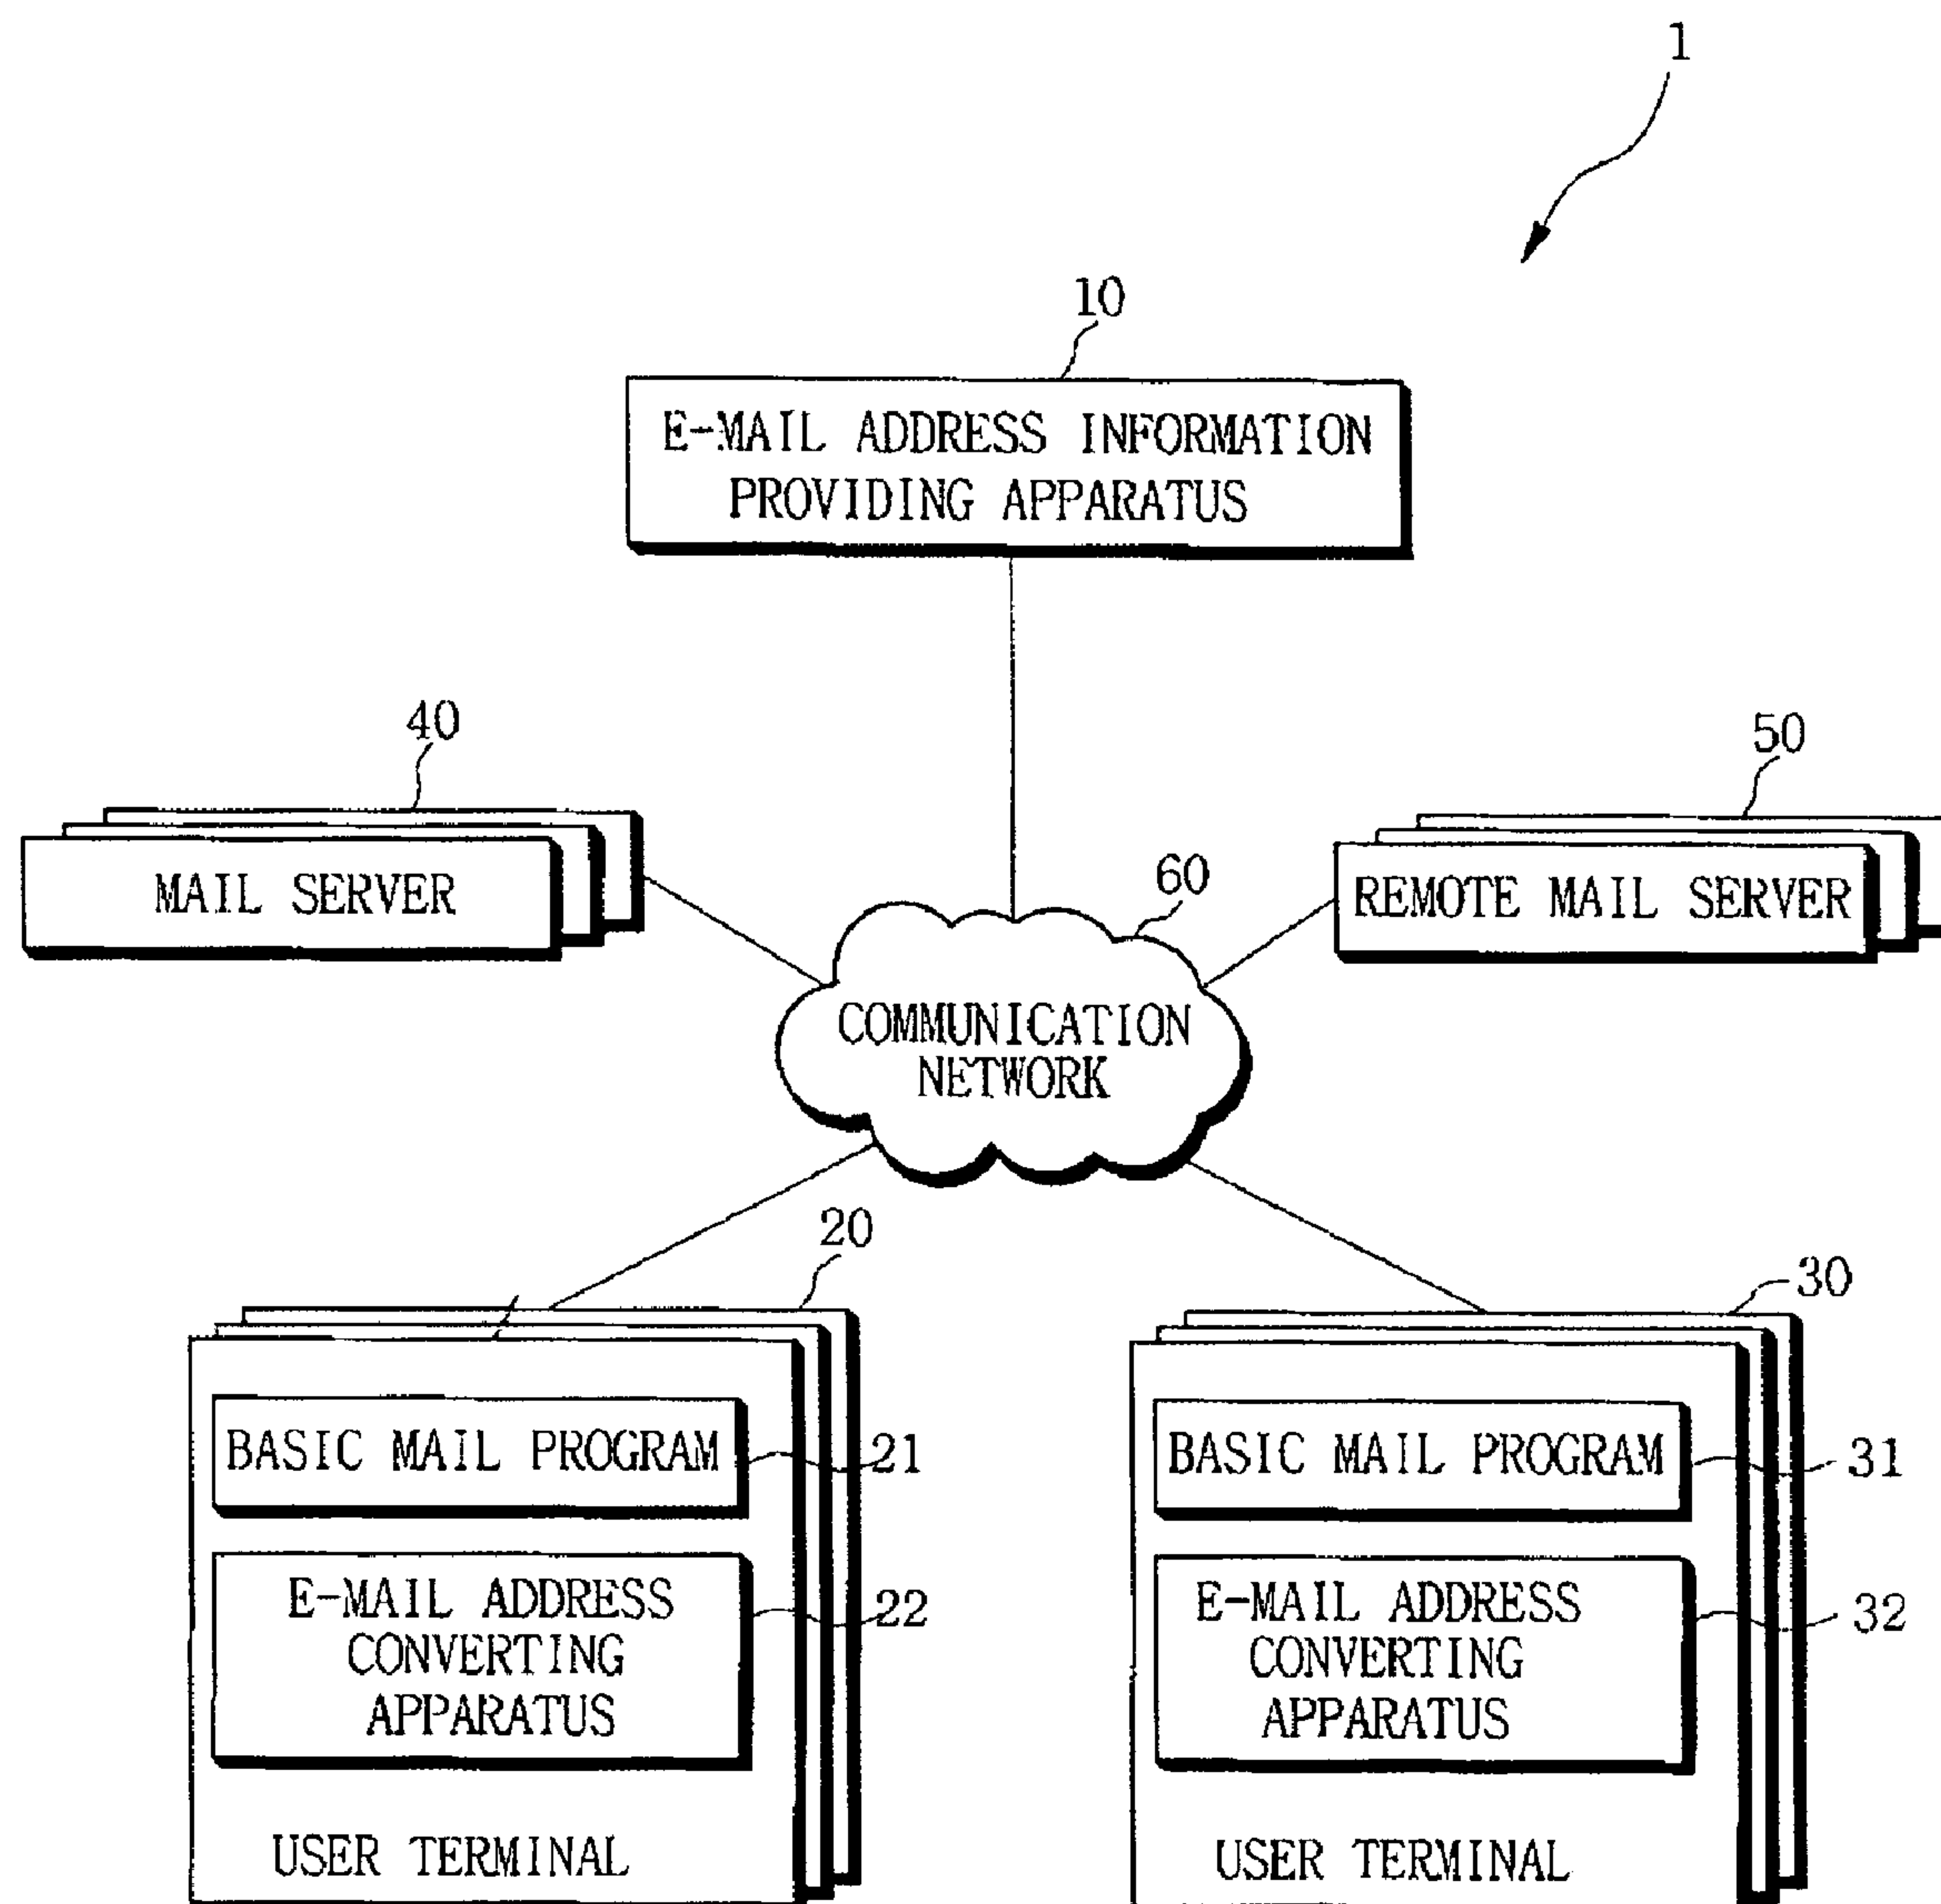 1
10
E-MAIL ADDRESS INFORMATION
PROVIDING APPARATUS
40
MAIL SERVER
50
REMOTE MAIL SERVER
60
COMMUNICATION
NETWORK
20
BASIC MAIL PROGRAM
21
E-MAIL ADDRESS
CONVERTING
APPARATUS
22
USER TERMINAL
30
BASIC MAIL PROGRAM
31
E-MAIL ADDRESS
CONVERTING
APPARATUS
32
USER TERMINAL